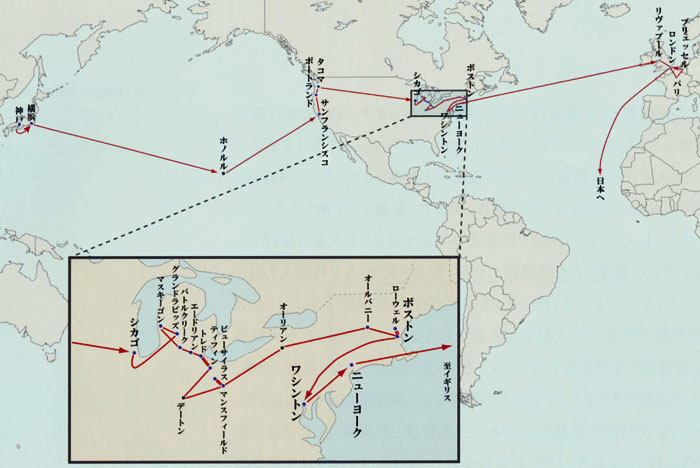 神戸
横浜
ホノルル
タコマ
ポートランド
サンフランシスコ
シカゴ
ボストン
ニューヨーク
ワシントン
リヴァプール
ロンドン
ブリュッセル
パリ
日本へ
シカゴ
マスキーゴン
グランドラピッズ
バトルクリーク
エードリアン
トレド
ティフィン
ビューサイラス
マンスフィールド
デートン
オーリアン
オールバニー
ローウェル
ボストン
ワシントン
ニューヨーク
至イギリス
6